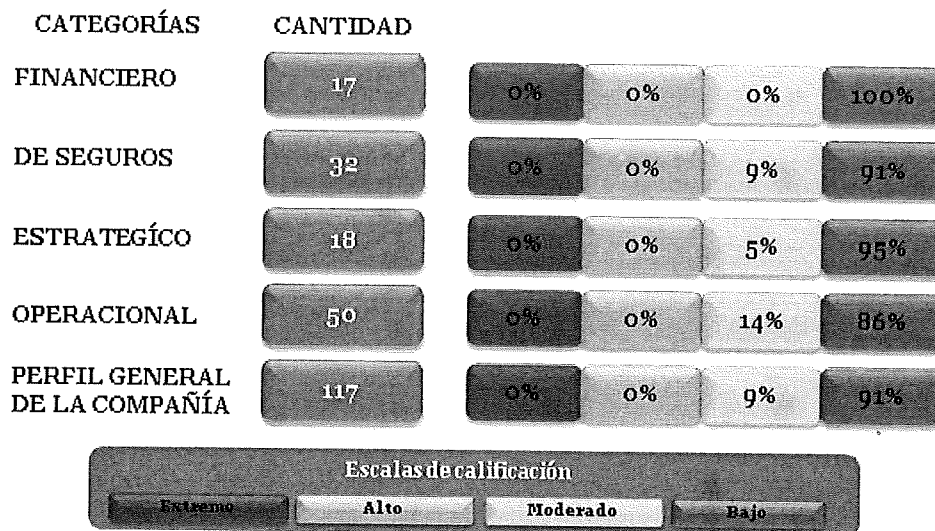 CATEGORÍAS CANTIDAD
FINANCIERO 17 0% 0% 0% 100%
DE SEGUROS 32 0% 0% 9% 91%
ESTRATEGÍCO 18 0% 0% 5% 95%
OPERACIONAL 50 0% 0% 14% 86%
PERFIL GENERAL
DE LA COMPAÑÍA 117 0% 0% 9% 91%
Escalas de calificación
Extremo Alto Moderado Bajo